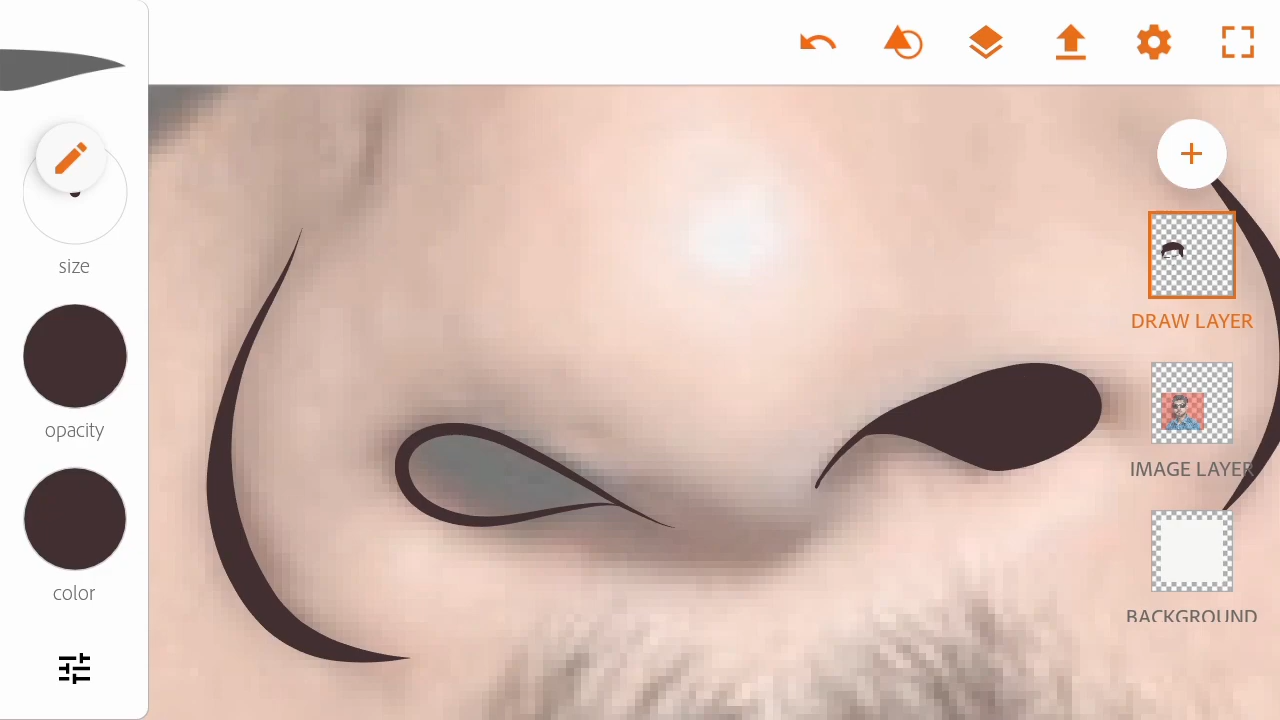 size
opacity
color
DRAW LAYER
IMAGE LAYER
BACKGROUND